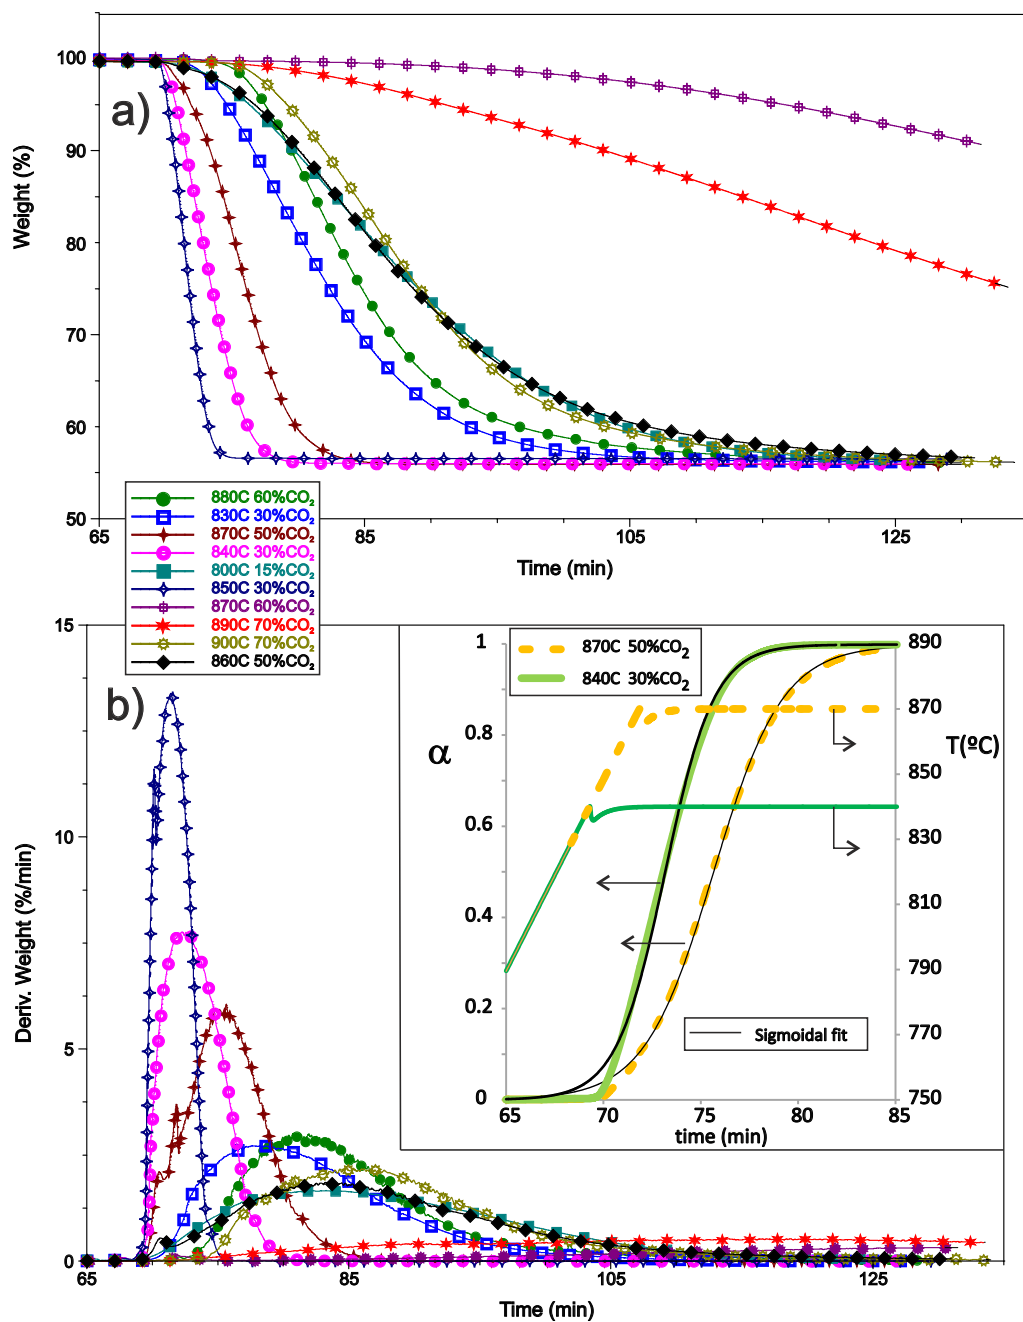 100
90
80
70
60
50
Weight (%)
a)
65
85
105
125
Time (min)
880C 60%CO₂
830C 30%CO₂
870C 50%CO₂
840C 30%CO₂
800C 15%CO₂
850C 30%CO₂
870C 60%CO₂
890C 70%CO₂
900C 70%CO₂
860C 50%CO₂
15
10
5
0
Deriv. Weight (%/min)
b)
65
85
105
125
Time (min)
870C 50%CO₂
840C 30%CO₂
1
0.8
0.6
0.4
0.2
0
α
890
870
850
830
810
790
770
750
T(ºC)
Sigmoidal fit
65
70
75
80
85
time (min)